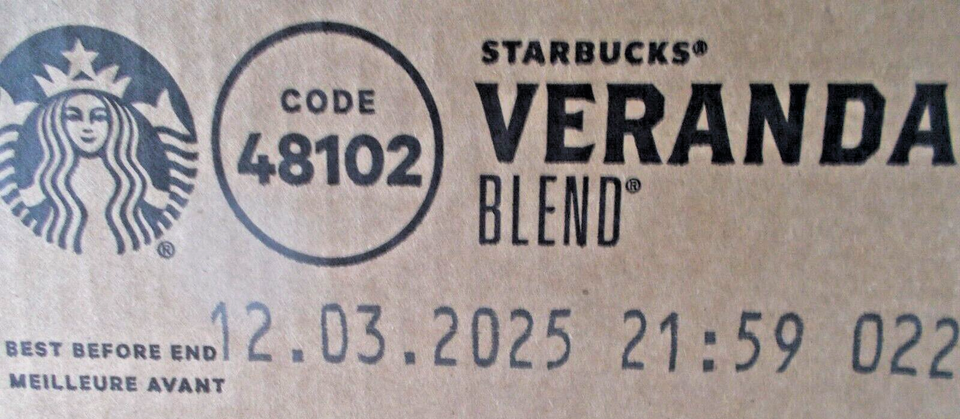 CODE
48102
STARBUCKS®
VERANDA
BLEND®
®
BEST BEFORE END 12.03.2025 21:59 022
MEILLEURE AVANT